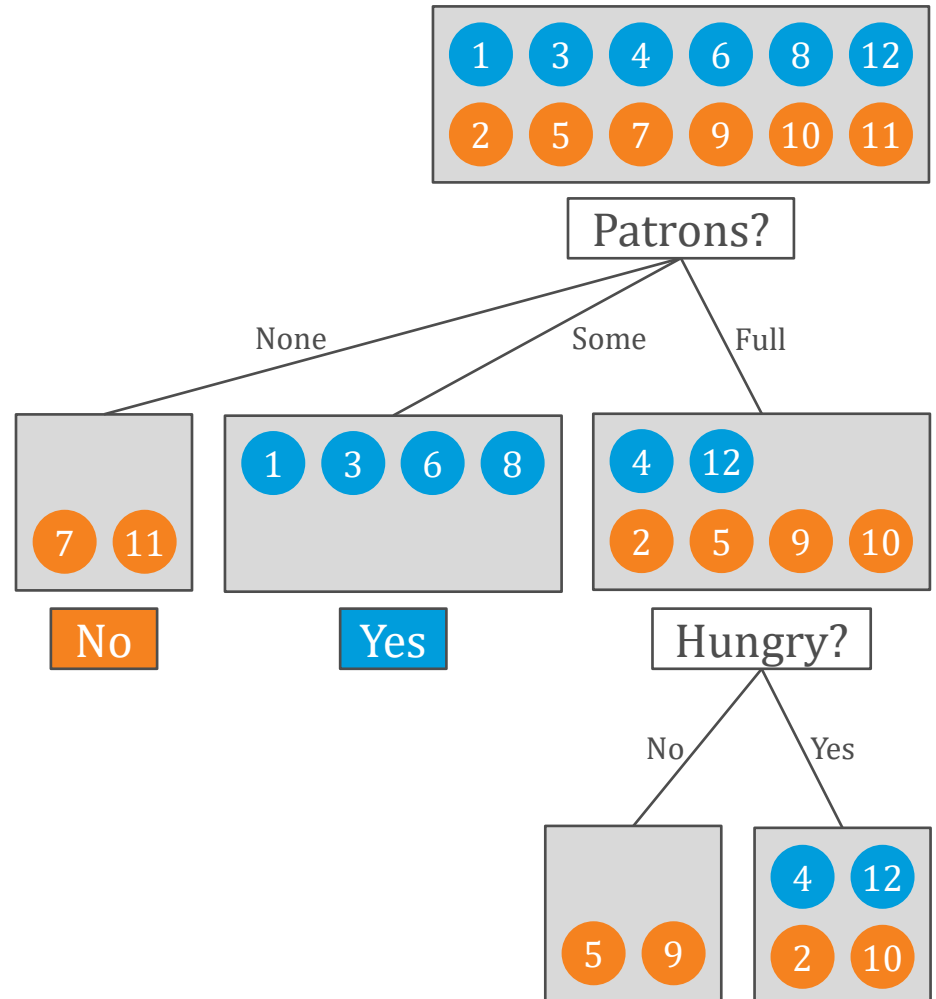 1 3 4 6 8 12
2 5 7 9 10 11
Patrons?
None Some Full
1 3 6 8 4 12
7 11 2 5 9 10
No Yes Hungry?
No Yes
4 12
5 9 2 10